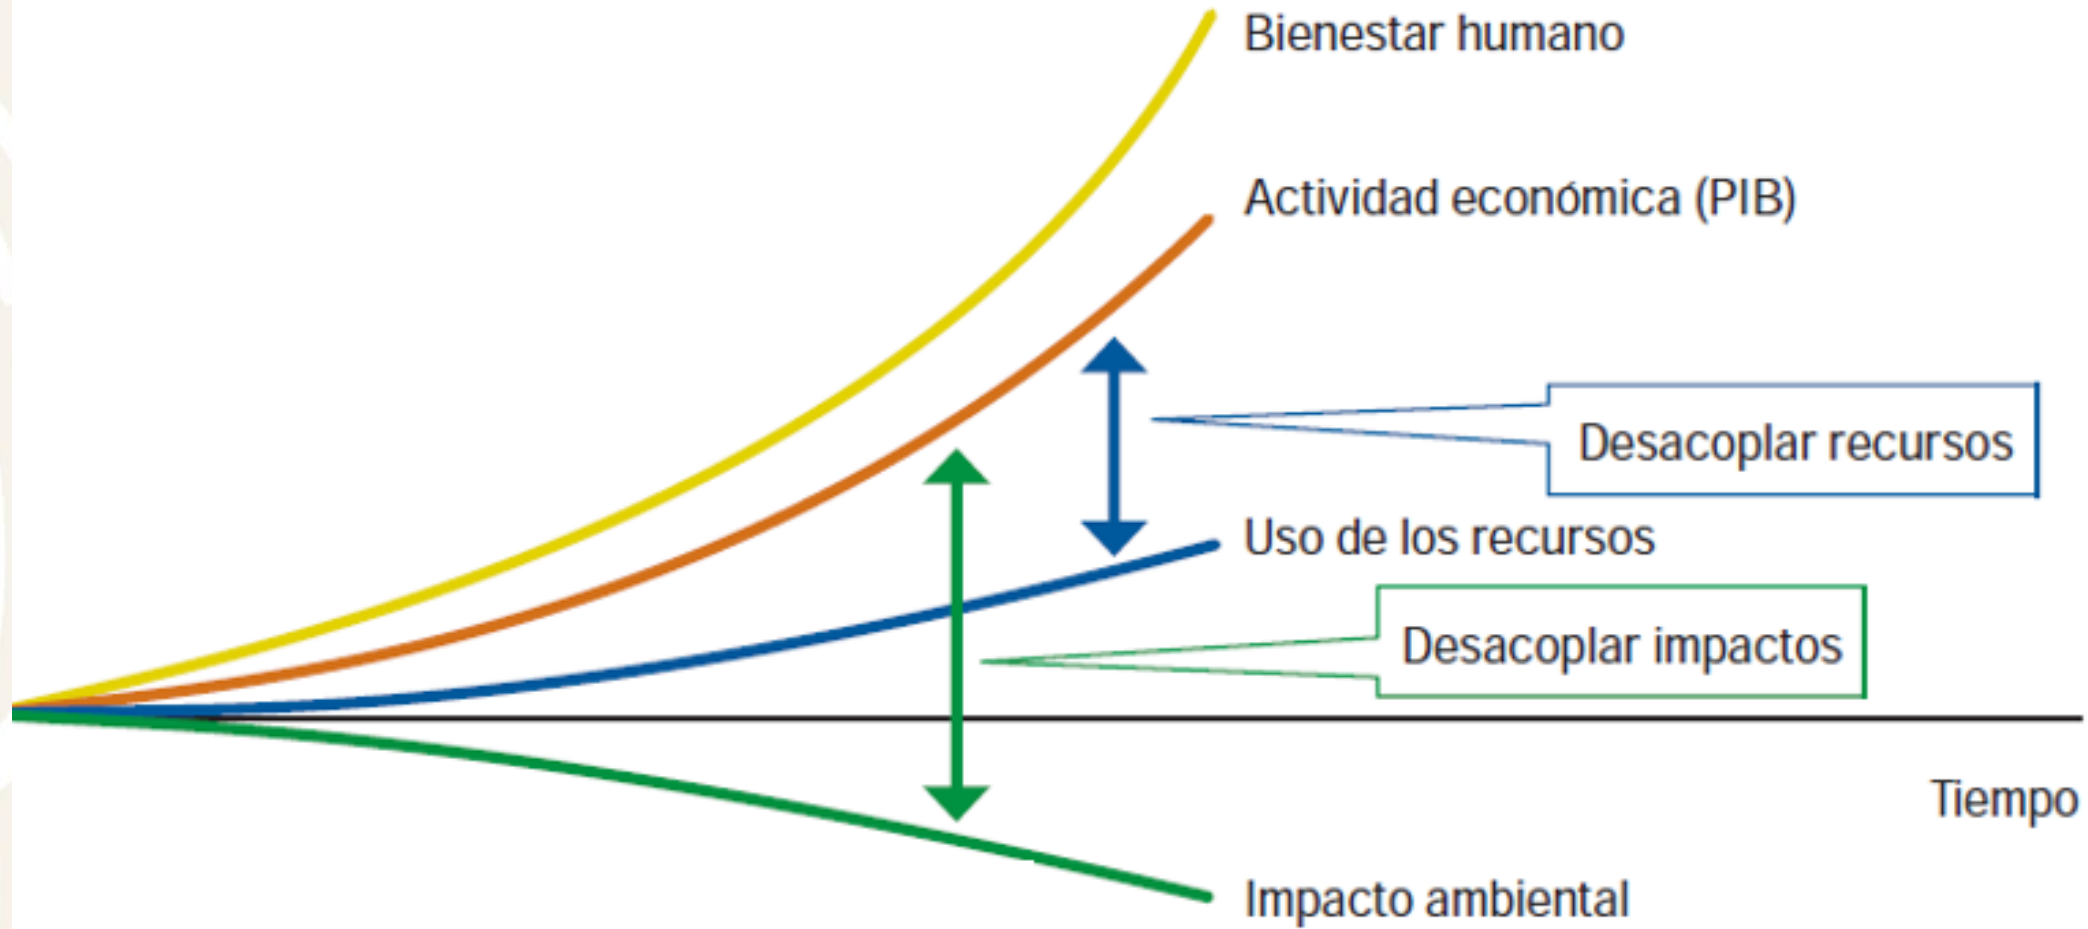 Bienestar humano
Actividad económica (PIB)
Desacoplar recursos
Uso de los recursos
Desacoplar impactos
Tiempo
Impacto ambiental